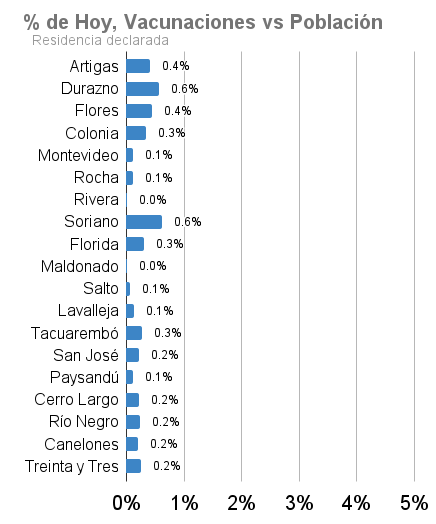 % de Hoy, Vacunaciones vs Población
Residencia declarada
Artigas 0.4%
Durazno 0.6%
Flores 0.4%
Colonia 0.3%
Montevideo 0.1%
Rocha 0.1%
Rivera 0.0%
Soriano 0.6%
Florida 0.3%
Maldonado 0.0%
Salto 0.1%
Lavalleja 0.1%
Tacuarembó 0.3%
San José 0.2%
Paysandú 0.1%
Cerro Largo 0.2%
Río Negro 0.2%
Canelones 0.2%
Treinta y Tres 0.2%
0% 1% 2% 3% 4% 5%